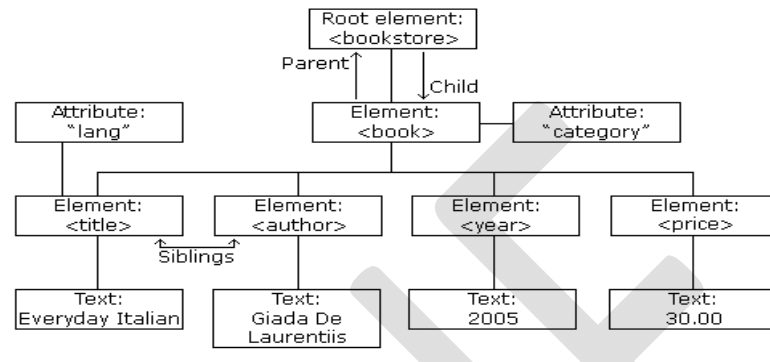 Root element:
<bookstore>
Parent
Child
Attribute:
"lang"
Element:
<book>
Attribute:
"category"
Element:
<title>
Element:
<author>
Element:
<year>
Element:
<price>
Siblings
Text:
Everyday Italian
Text:
Giada De
Laurentiis
Text:
2005
Text:
30.00